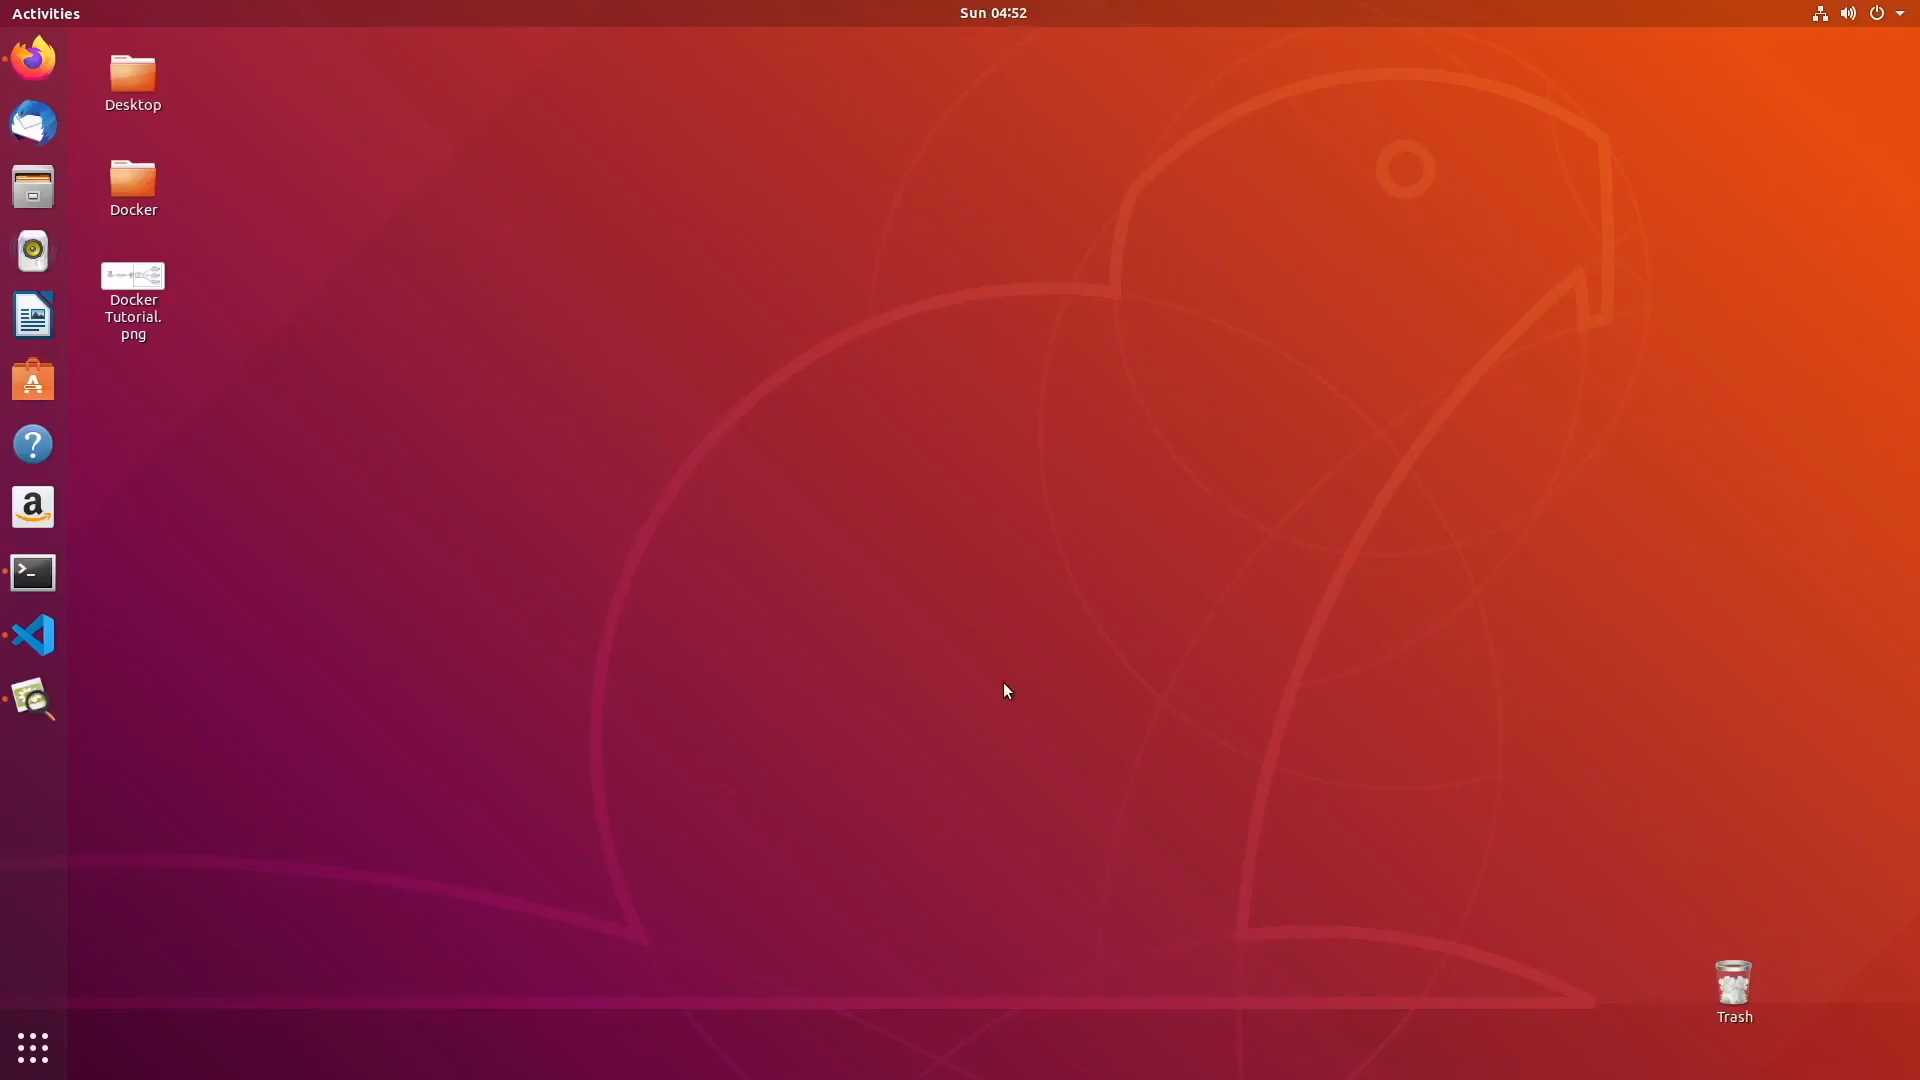 Activities
Sun 04:52
Desktop
Docker
Docker
Tutorial.
png
Trash